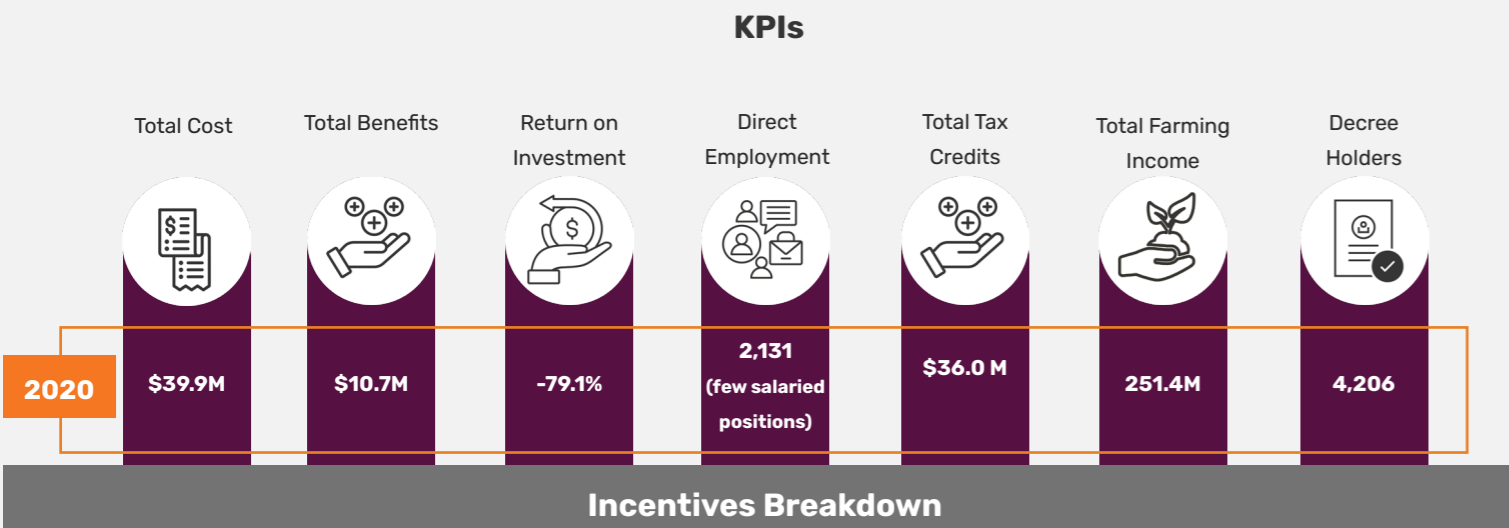 KPIs
Total Cost
Total Benefits
Return on
Investment
Direct
Employment
Total Tax
Credits
Total Farming
Income
Decree
Holders
$
$
2020
$39.9M
$10.7M
-79.1%
2,131
(few salaried
positions)
$36.0 M
251.4M
4,206
Incentives Breakdown